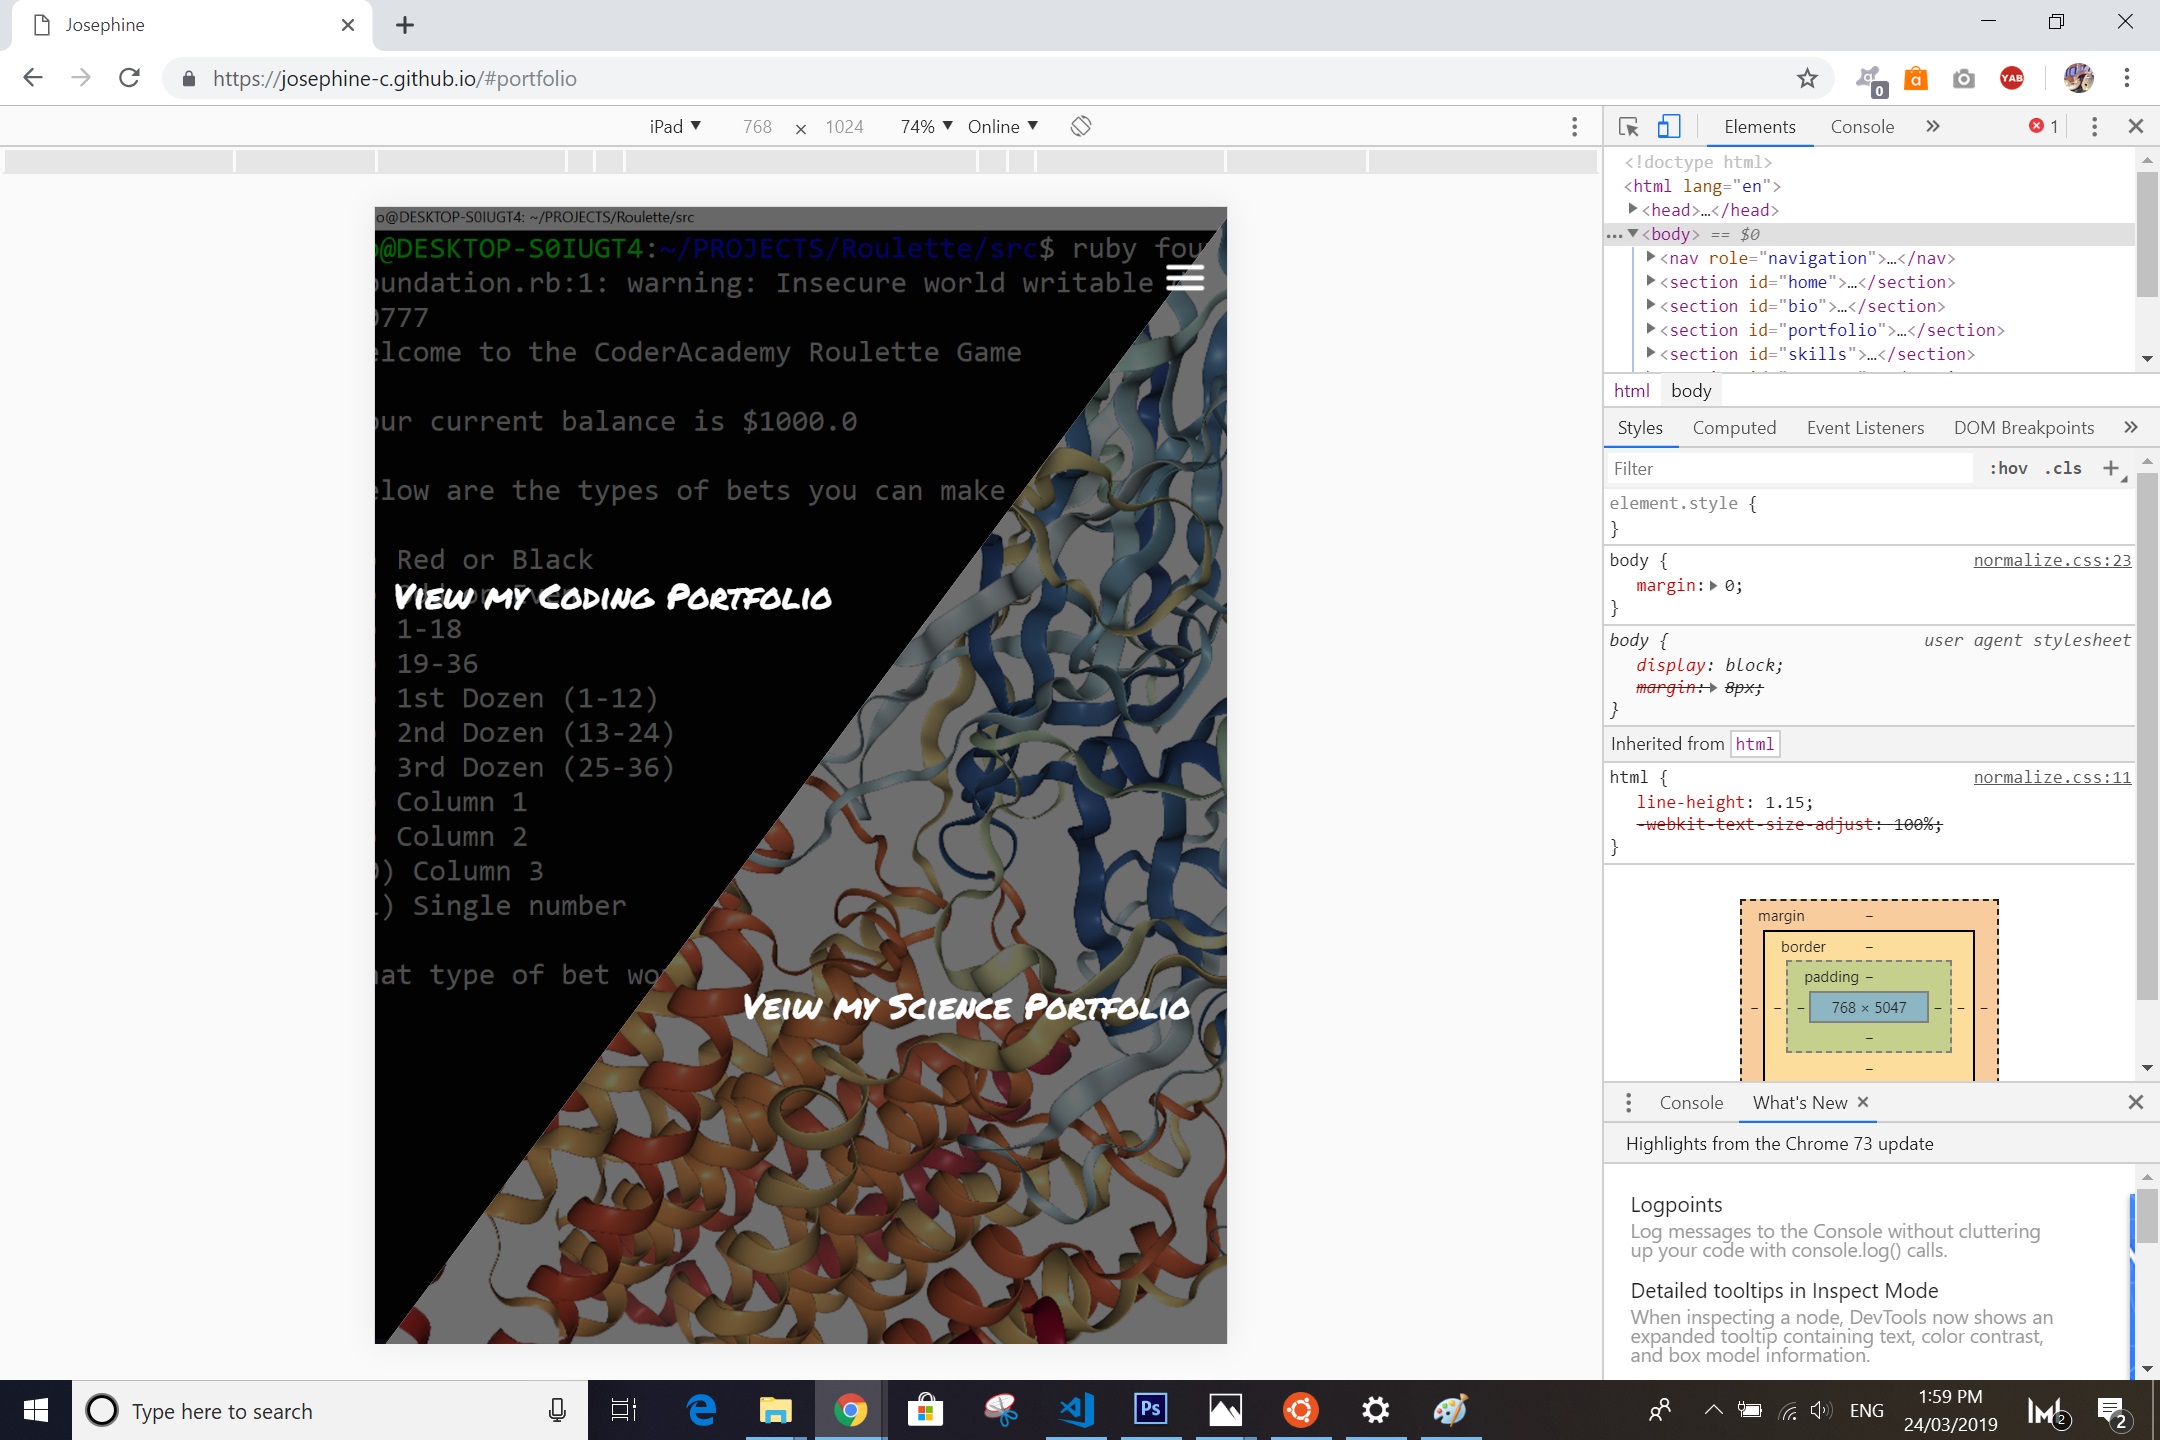 Josephine
https://josephine-c.github.io/#portfolio
0
a
YAB
iPad ▼ 768 × 1024 74% ▼ Online ▼
Elements Console » 1
<!doctype html>
<html lang="en">
<head>…</head>
…<body> == $0
<nav role="navigation">…</nav>
<section id="home">…</section>
<section id="bio">…</section>
<section id="portfolio">…</section>
<section id="skills">…</section>
html body
Styles Computed Event Listeners DOM Breakpoints »
Filter :hov .cls +
element.style {
}
body { normalize.css:23
margin: 0;
}
body { user agent stylesheet
display: block;
margin: 8px;
}
Inherited from html
html { normalize.css:11
line-height: 1.15;
-webkit-text-size-adjust: 100%;
}
margin –
border –
padding –
– – – 768 × 5047 – – –
–
–
Console What's New ×
Highlights from the Chrome 73 update
Logpoints
Log messages to the Console without cluttering
up your code with console.log() calls.
Detailed tooltips in Inspect Mode
When inspecting a node, DevTools now shows an
expanded tooltip containing text, color contrast,
and box model information.
o@DESKTOP-S0IUGT4: ~/PROJECTS/Roulette/src
@DESKTOP-S0IUGT4:~/PROJECTS/Roulette/src$ ruby fou
oundation.rb:1: warning: Insecure world writable
0777
elcome to the CoderAcademy Roulette Game
our current balance is $1000.0
elow are the types of bets you can make
Red or Black
View my Coding Portfolio
1-18
19-36
1st Dozen (1-12)
2nd Dozen (13-24)
3rd Dozen (25-36)
Column 1
Column 2
) Column 3
) Single number
hat type of bet wo
Veiw my Science Portfolio
Type here to search
Ps
ENG
1:59 PM
24/03/2019
2
2